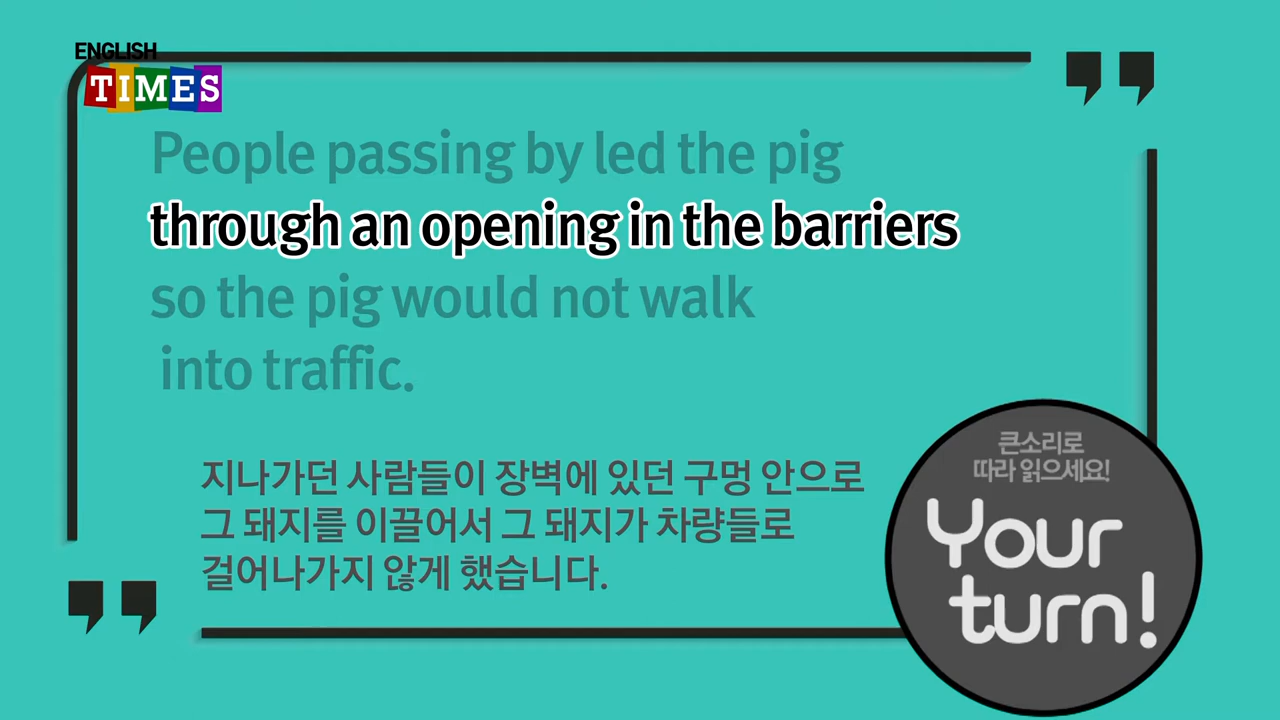 ENGLISH
TIMES
People passing by led the pig
through an opening in the barriers
so the pig would not walk
into traffic.
지나가던 사람들이 장벽에 있던 구멍 안으로
그 돼지를 이끌어서 그 돼지가 차량들로
걸어나가지 않게 했습니다.
큰소리로
따라 읽으세요!
Your
turn!